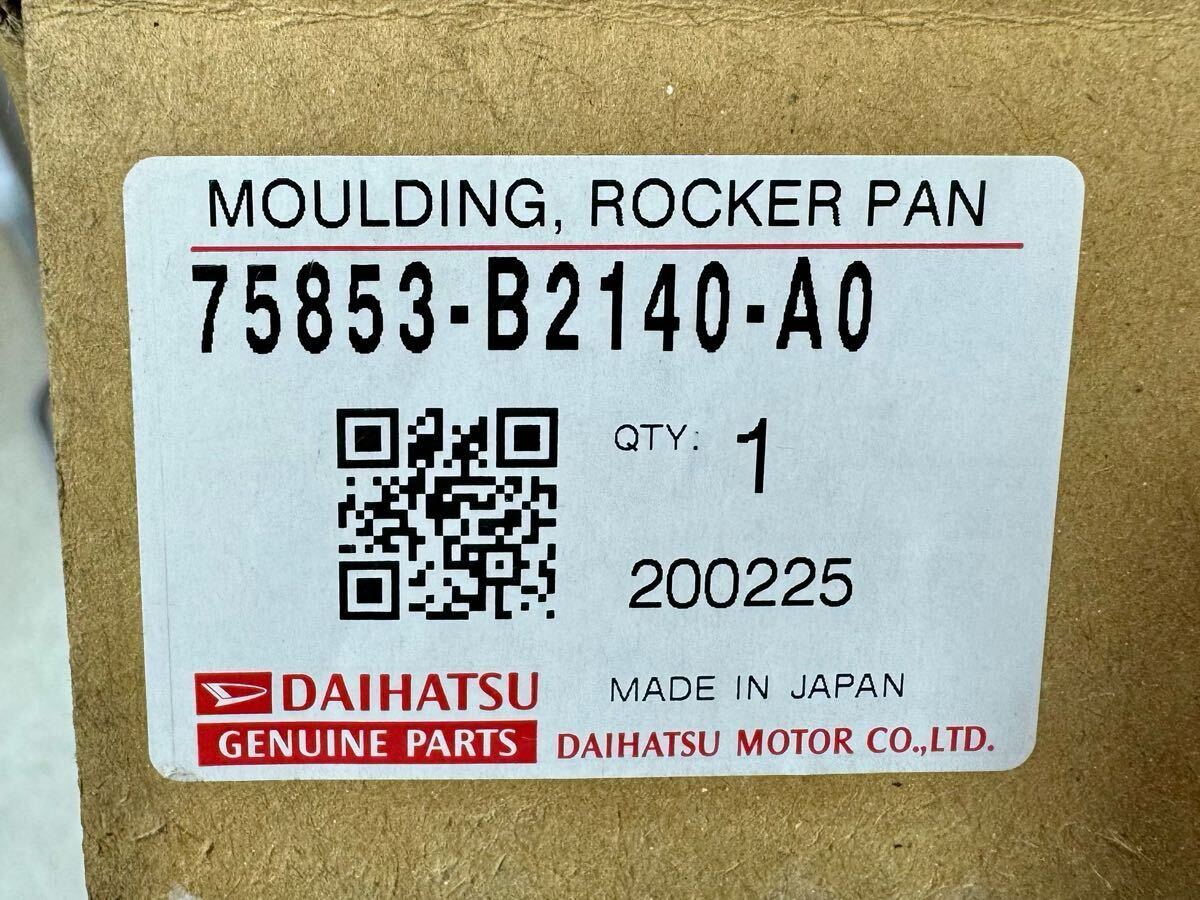 MOULDING, ROCKER PAN
75853-B2140-A0
QTY: 1
200225
DAIHATSU
MADE IN JAPAN
GENUINE PARTS
DAIHATSU MOTOR CO.,LTD.